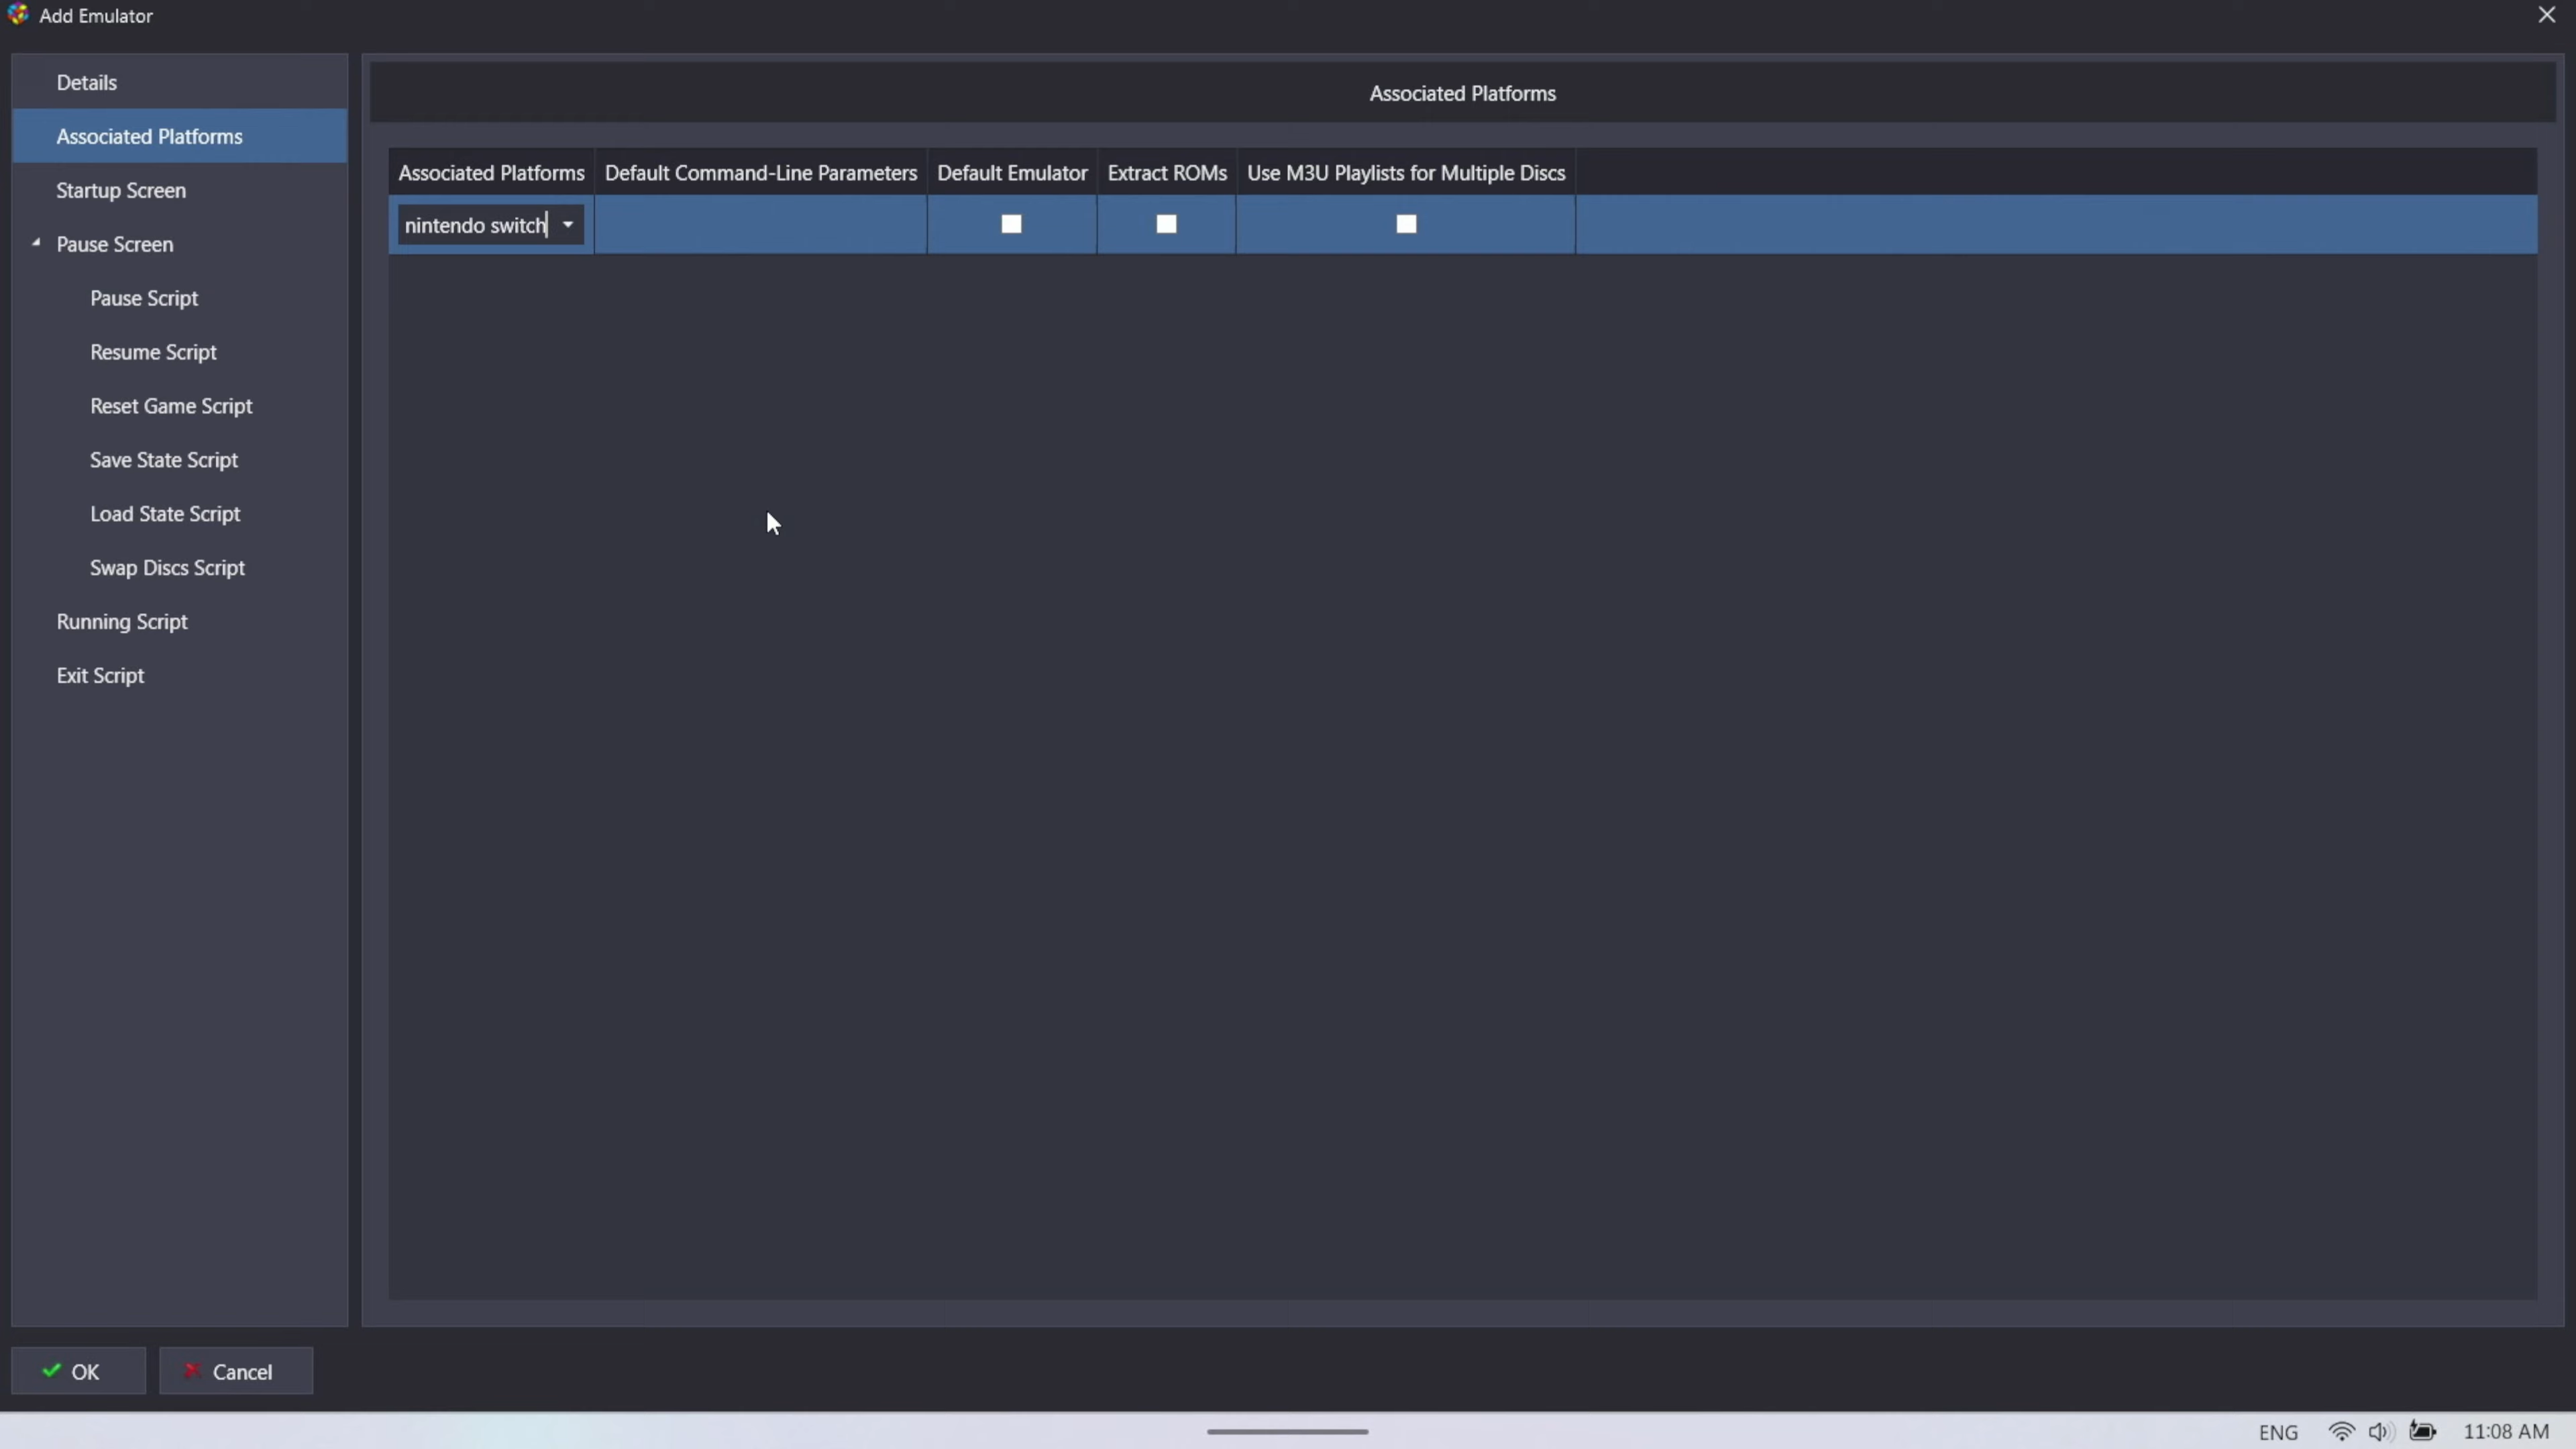 Add Emulator
Details
Associated Platforms
Startup Screen
Pause Screen
Pause Script
Resume Script
Reset Game Script
Save State Script
Load State Script
Swap Discs Script
Running Script
Exit Script
Associated Platforms
Associated Platforms Default Command-Line Parameters Default Emulator Extract ROMs Use M3U Playlists for Multiple Discs
nintendo switch
OK Cancel
ENG 11:08 AM